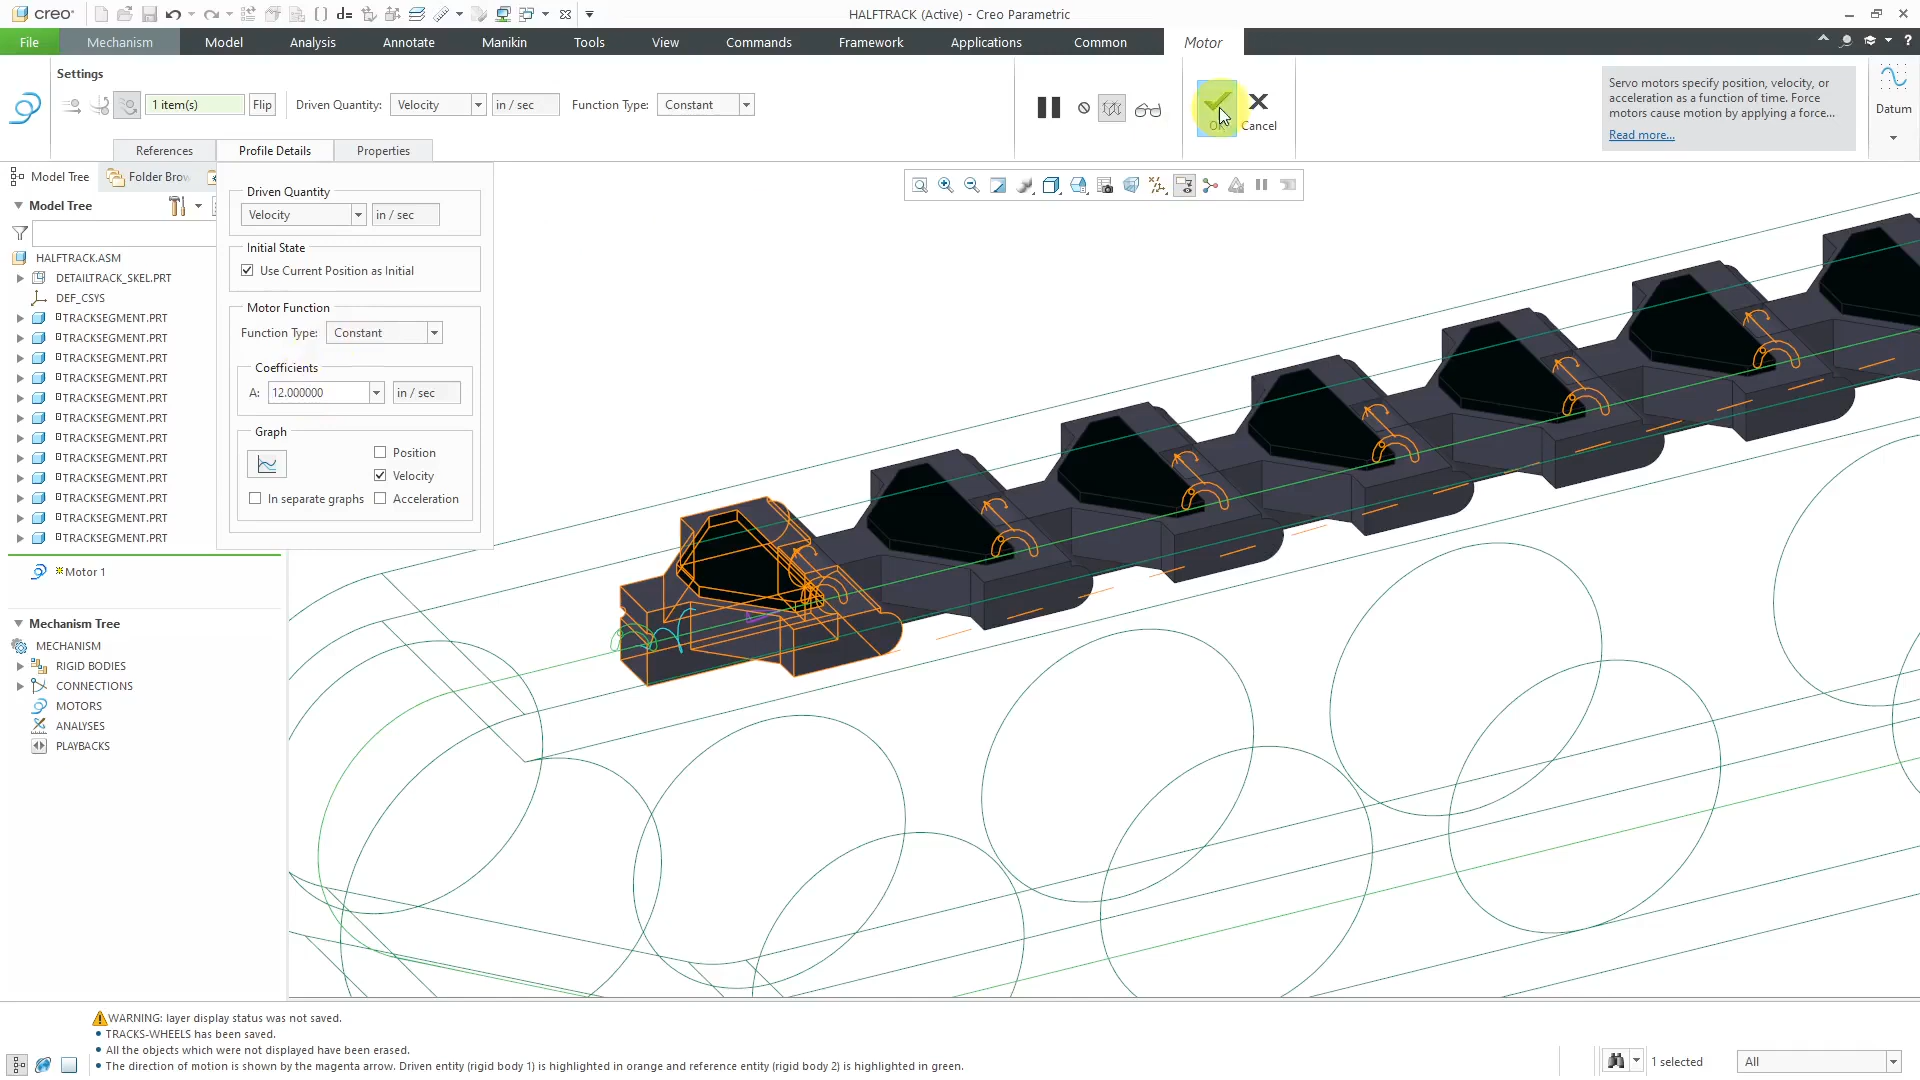 creo®
HALFTRACK (Active) - Creo Parametric
File
Mechanism
Model
Analysis
Annotate
Manikin
Tools
View
Commands
Framework
Applications
Common
Motor
Settings
1 item(s)
Flip
Driven Quantity:
Velocity
in / sec
Function Type:
Constant
OK
Cancel
Servo motors specify position, velocity, or
acceleration as a function of time. Force
motors cause motion by applying a force...
Read more...
Datum
References
Profile Details
Properties
Model Tree
Folder Brow
Model Tree
HALFTRACK.ASM
DETAILTRACK_SKEL.PRT
DEF_CSYS
TRACKSEGMENT.PRT
TRACKSEGMENT.PRT
TRACKSEGMENT.PRT
TRACKSEGMENT.PRT
TRACKSEGMENT.PRT
TRACKSEGMENT.PRT
TRACKSEGMENT.PRT
TRACKSEGMENT.PRT
TRACKSEGMENT.PRT
TRACKSEGMENT.PRT
TRACKSEGMENT.PRT
TRACKSEGMENT.PRT
Motor 1
Mechanism Tree
MECHANISM
RIGID BODIES
CONNECTIONS
MOTORS
ANALYSES
PLAYBACKS
Driven Quantity
Velocity
in / sec
Initial State
Use Current Position as Initial
Motor Function
Function Type:
Constant
Coefficients
A:
12.000000
in / sec
Graph
Position
Velocity
In separate graphs
Acceleration
WARNING: layer display status was not saved.
• TRACKS-WHEELS has been saved.
• All the objects which were not displayed have been erased.
• The direction of motion is shown by the magenta arrow. Driven entity (rigid body 1) is highlighted in orange and reference entity (rigid body 2) is highlighted in green.
1 selected
All